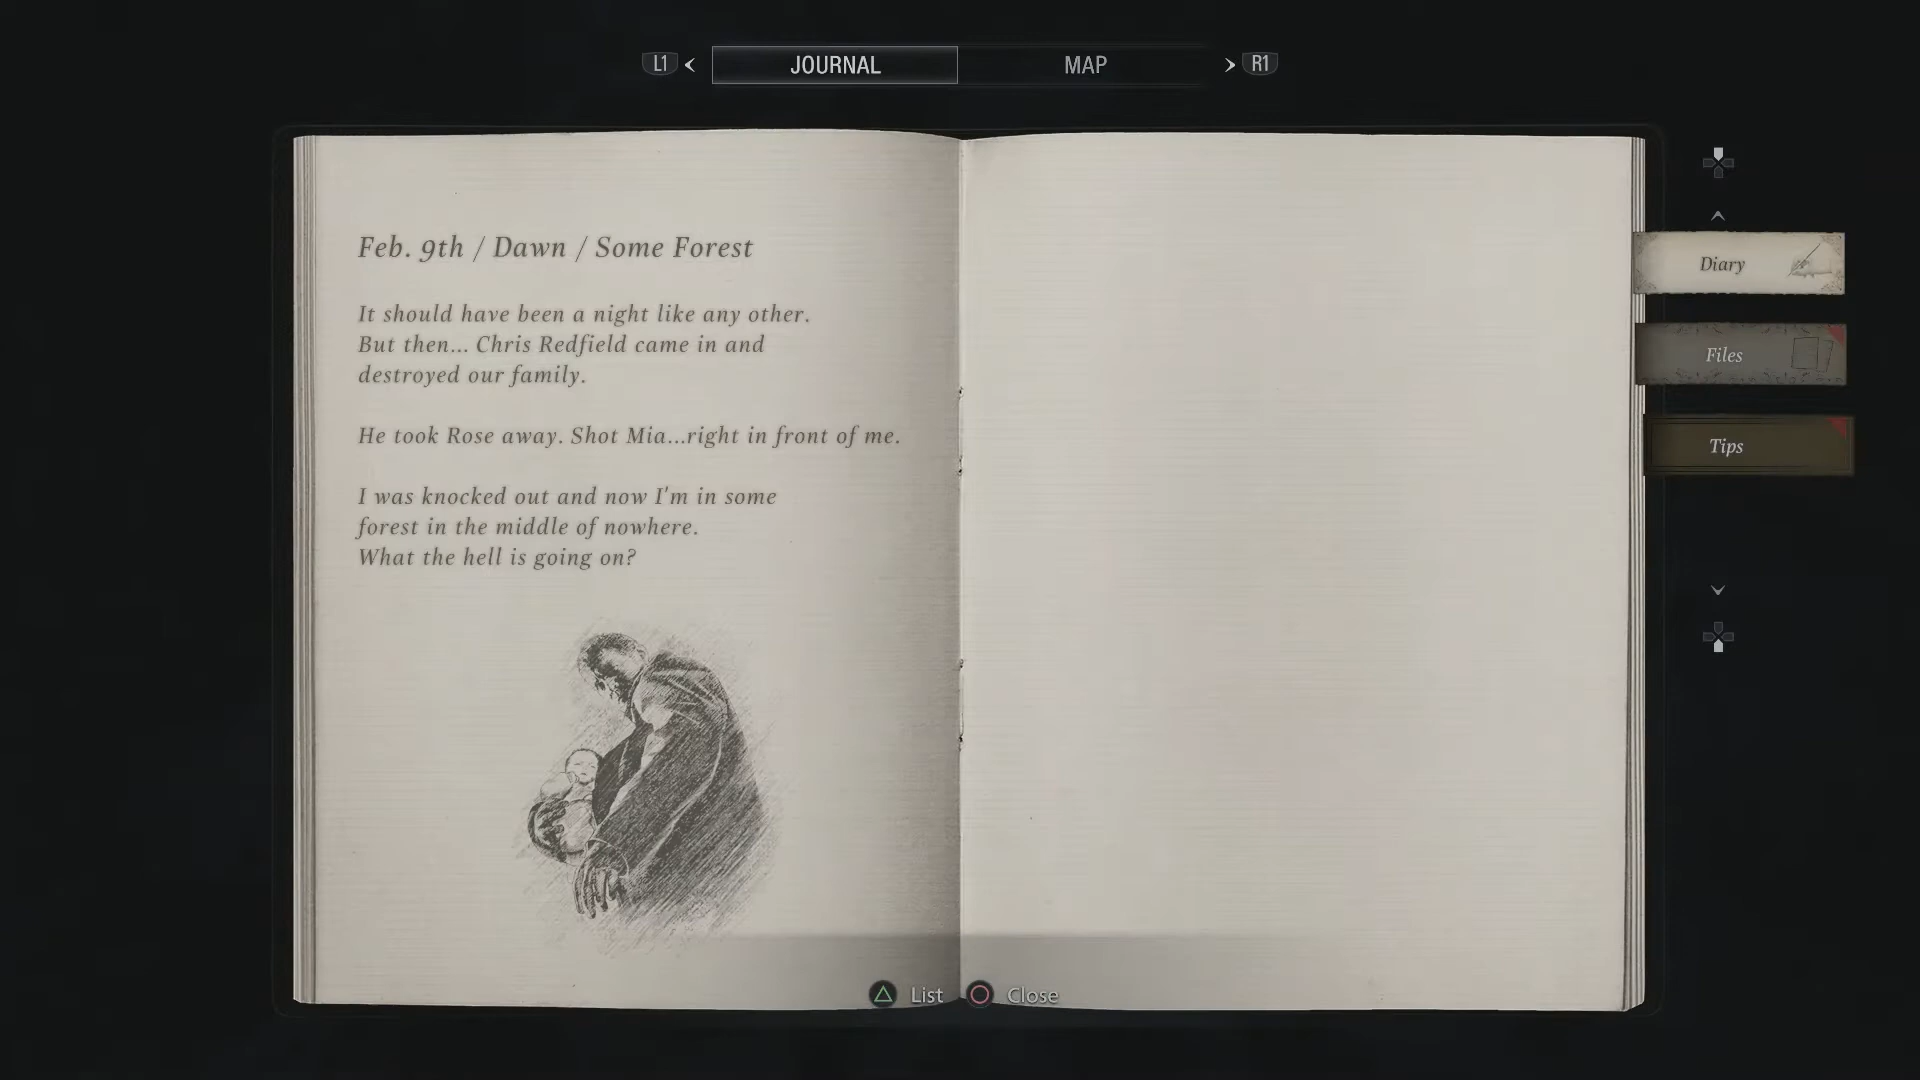 L1 JOURNAL MAP R1
Feb. 9th / Dawn / Some Forest
It should have been a night like any other.
But then... Chris Redfield came in and
destroyed our family.
He took Rose away. Shot Mia...right in front of me.
I was knocked out and now I'm in some
forest in the middle of nowhere.
What the hell is going on?
Diary
Files
Tips
List Close